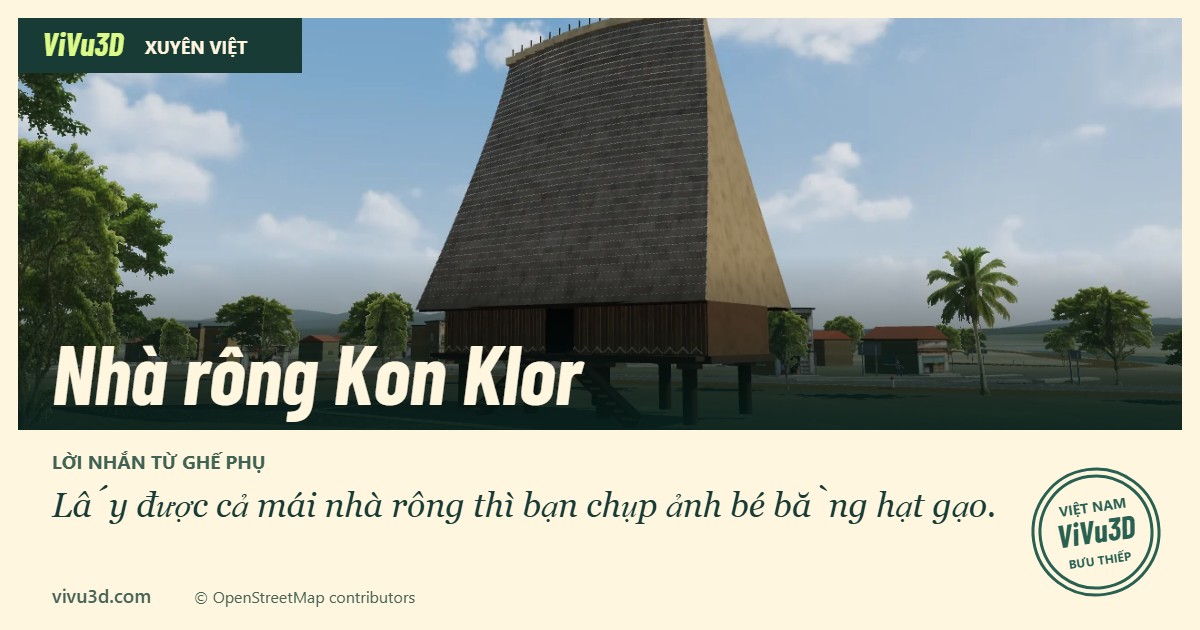 ViVu3D XUYÊN VIỆT
Nhà rông Kon Klor
LỜI NHẮN TỪ GHẾ PHỤ
Lấy được cả mái nhà rông thì bạn chụp ảnh bé bằng hạt gạo.
VIỆT NAM
ViVu3D
BƯU THIẾP
vivu3d.com © OpenStreetMap contributors